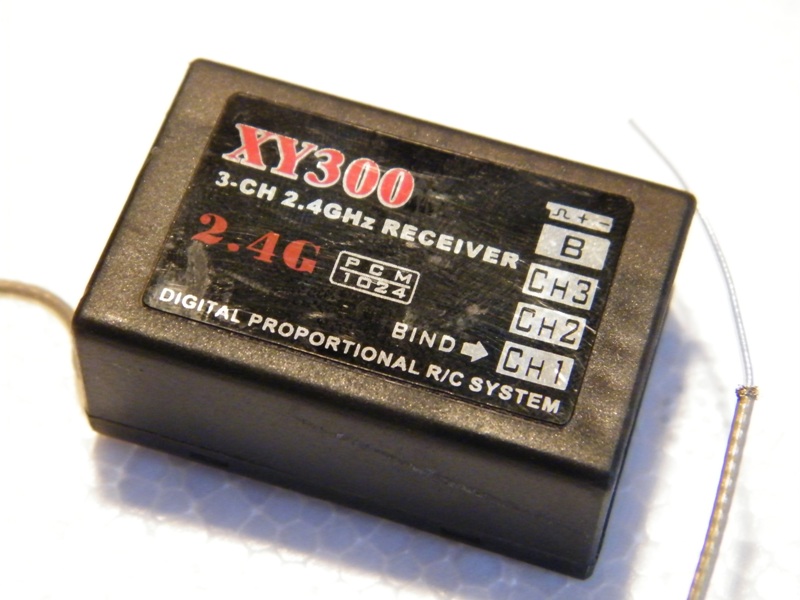 XY300
3-CH 2.4GHz RECEIVER
2.4G
PCM
1024
+ -
B
CH3
CH2
BIND CH1
DIGITAL PROPORTIONAL R/C SYSTEM